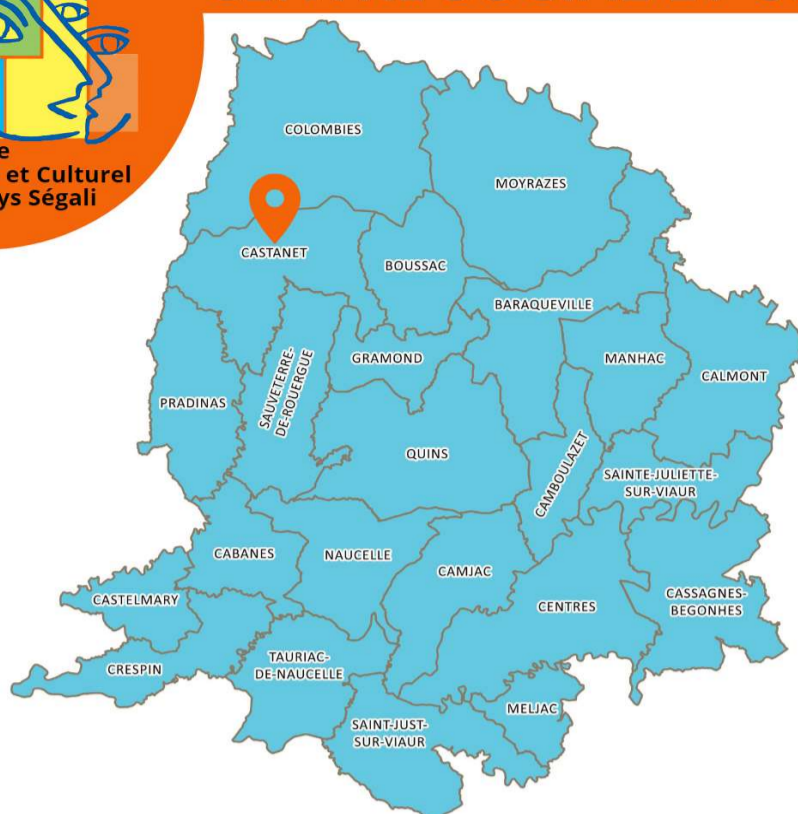 e
et Culturel
ys Ségali
COLOMBIES
MOYRAZES
CASTANET
BOUSSAC
BARAQUEVILLE
GRAMOND
MANHAC
CALMONT
SAUVETERRE-
DE-ROUERGUE
PRADINAS
QUINS
CAMBOULAZET
SAINTE-JULIETTE-
SUR-VIAUR
CABANES
NAUCELLE
CAMJAC
CASTELMARY
CENTRES
CASSAGNES-
BEGONHES
CRESPIN
TAURIAC-
DE-NAUCELLE
MELJAC
SAINT-JUST-
SUR-VIAUR